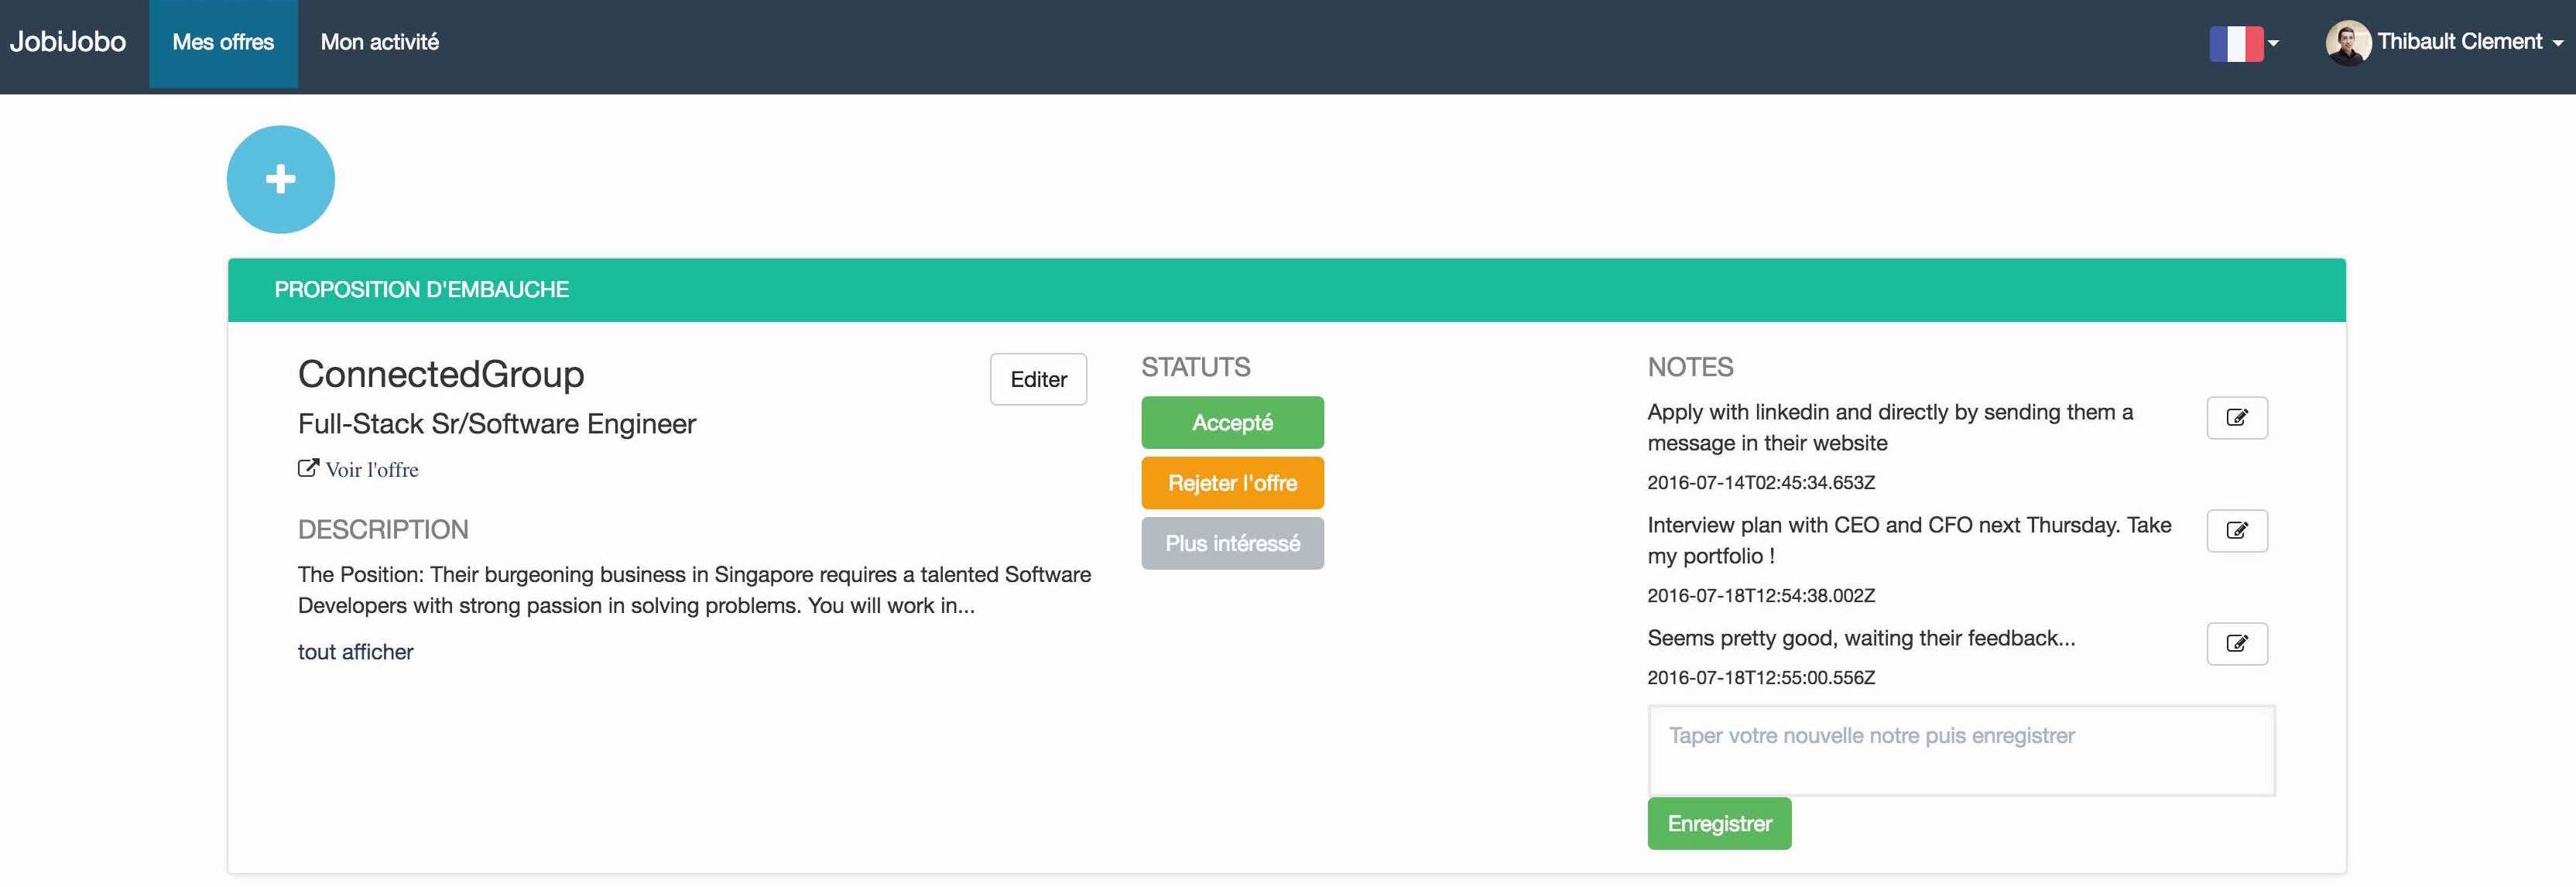 JobiJobo
Mes offres
Mon activité
Thibault Clement
PROPOSITION D'EMBAUCHE
ConnectedGroup
Editer
Full-Stack Sr/Software Engineer
Voir l'offre
DESCRIPTION
The Position: Their burgeoning business in Singapore requires a talented Software
Developers with strong passion in solving problems. You will work in...
tout afficher
STATUTS
Accepté
Rejeter l'offre
Plus intéressé
NOTES
Apply with linkedin and directly by sending them a
message in their website
2016-07-14T02:45:34.653Z
Interview plan with CEO and CFO next Thursday. Take
my portfolio !
2016-07-18T12:54:38.002Z
Seems pretty good, waiting their feedback...
2016-07-18T12:55:00.556Z
Taper votre nouvelle notre puis enregistrer
Enregistrer